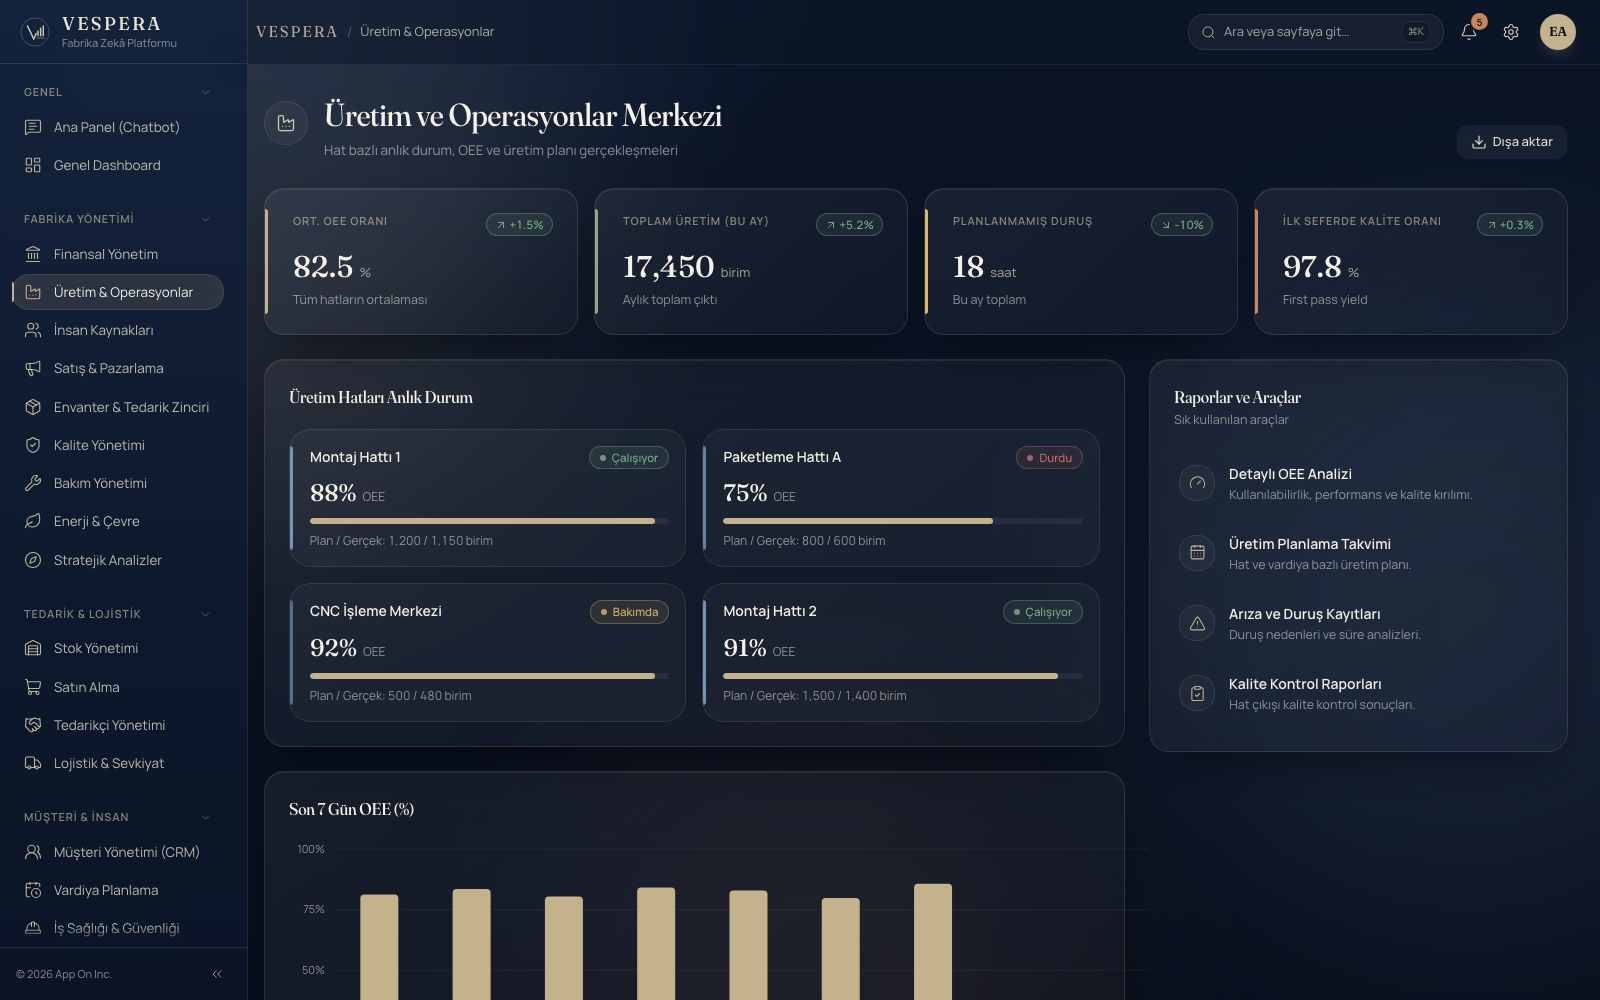 VESPERA
Fabrika Zekâ Platformu
GENEL
Ana Panel (Chatbot)
Genel Dashboard
FABRİKA YÖNETİMİ
Finansal Yönetim
Üretim & Operasyonlar
İnsan Kaynakları
Satış & Pazarlama
Envanter & Tedarik Zinciri
Kalite Yönetimi
Bakım Yönetimi
Enerji & Çevre
Stratejik Analizler
TEDARİK & LOJİSTİK
Stok Yönetimi
Satın Alma
Tedarikçi Yönetimi
Lojistik & Sevkiyat
MÜŞTERİ & İNSAN
Müşteri Yönetimi (CRM)
Vardiya Planlama
İş Sağlığı & Güvenliği
© 2026 App On Inc.
VESPERA / Üretim & Operasyonlar
Ara veya sayfaya git... ⌘K
5
EA
Üretim ve Operasyonlar Merkezi
Hat bazlı anlık durum, OEE ve üretim planı gerçekleşmeleri
Dışa aktar
ORT. OEE ORANI
+1.5%
82.5 %
Tüm hatların ortalaması
TOPLAM ÜRETİM (BU AY)
+5.2%
17,450 birim
Aylık toplam çıktı
PLANLANMAMIŞ DURUŞ
-10%
18 saat
Bu ay toplam
İLK SEFERDE KALİTE ORANI
+0.3%
97.8 %
First pass yield
Üretim Hatları Anlık Durum
Montaj Hattı 1
Çalışıyor
88% OEE
Plan / Gerçek: 1,200 / 1,150 birim
Paketleme Hattı A
Durdu
75% OEE
Plan / Gerçek: 800 / 600 birim
CNC İşleme Merkezi
Bakımda
92% OEE
Plan / Gerçek: 500 / 480 birim
Montaj Hattı 2
Çalışıyor
91% OEE
Plan / Gerçek: 1,500 / 1,400 birim
Raporlar ve Araçlar
Sık kullanılan araçlar
Detaylı OEE Analizi
Kullanılabilirlik, performans ve kalite kırılımı.
Üretim Planlama Takvimi
Hat ve vardiya bazlı üretim planı.
Arıza ve Duruş Kayıtları
Duruş nedenleri ve süre analizleri.
Kalite Kontrol Raporları
Hat çıkışı kalite kontrol sonuçları.
Son 7 Gün OEE (%)
100%
75%
50%